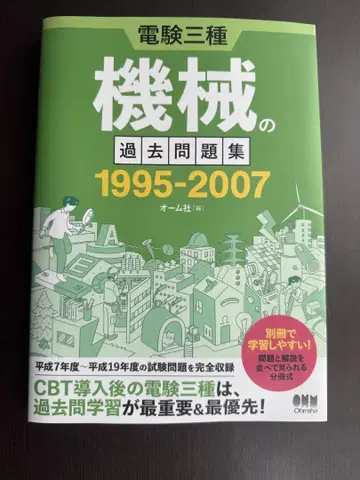 電験三種
機械の
過去問題集
1995-2007
オーム社[編]
別冊で
学習しやすい!
問題と解説を
並べて見られる
分冊式
平成7年度~平成19年度の試験問題を完全収録
CBT導入後の電験三種は、
過去問学習が最重要&最優先!
OHM
Ohmsha